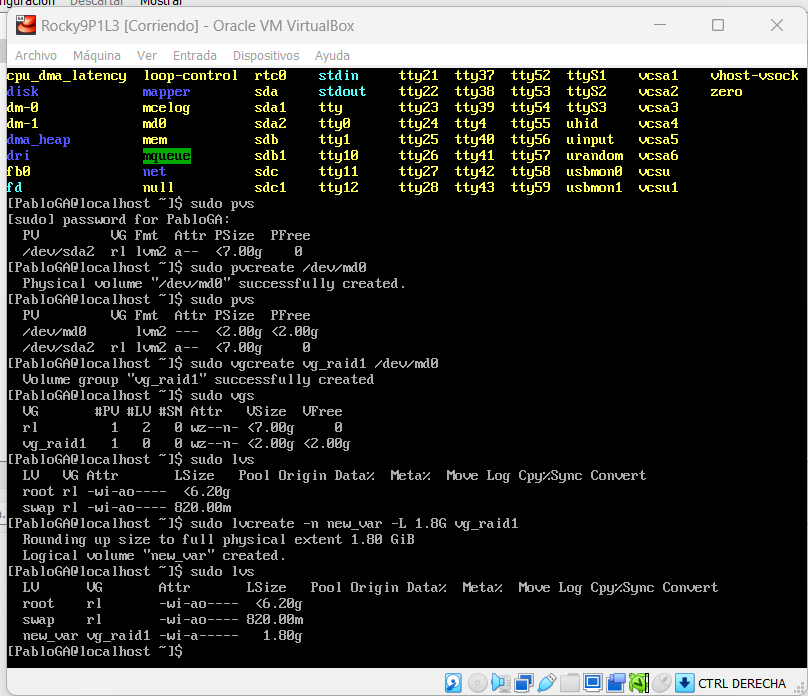 nfiguración Descartar Mostrar
Rocky9P1L3 [Corriendo] - Oracle VM VirtualBox
Archivo Máquina Ver Entrada Dispositivos Ayuda
cpu_dma_latency loop-control rtc0 stdin tty21 tty37 tty52 ttyS1 vcsa1 vhost-vsock
disk mapper sda stdout tty22 tty38 tty53 ttyS2 vcsa2 zero
dm-0 mcelog sda1 tty tty23 tty39 tty54 ttyS3 vcsa3
dm-1 md0 sda2 tty0 tty24 tty4 tty55 uhid vcsa4
dma_heap mem sdb tty1 tty25 tty40 tty56 uinput vcsa5
dri mqueue sdb1 tty10 tty26 tty41 tty57 urandom vcsa6
fb0 net sdc tty11 tty27 tty42 tty58 usbmon0 vcsu
fd null sdc1 tty12 tty28 tty43 tty59 usbmon1 vcsu1
[PabloGA@localhost ~]$ sudo pvs
[sudo] password for PabloGA:
PV VG Fmt Attr PSize PFree
/dev/sda2 rl lvm2 a-- <7.00g 0
[PabloGA@localhost ~]$ sudo pvcreate /dev/md0
Physical volume "/dev/md0" successfully created.
[PabloGA@localhost ~]$ sudo pvs
PV VG Fmt Attr PSize PFree
/dev/md0 lvm2 --- <2.00g <2.00g
/dev/sda2 rl lvm2 a-- <7.00g 0
[PabloGA@localhost ~]$ sudo vgcreate vg_raid1 /dev/md0
Volume group "vg_raid1" successfully created
[PabloGA@localhost ~]$ sudo vgs
VG #PV #LV #SN Attr VSize VFree
rl 1 2 0 wz--n- <7.00g 0
vg_raid1 1 0 0 wz--n- <2.00g <2.00g
[PabloGA@localhost ~]$ sudo lvs
LV VG Attr LSize Pool Origin Data% Meta% Move Log Cpy%Sync Convert
root rl -wi-ao---- <6.20g
swap rl -wi-ao---- 820.00m
[PabloGA@localhost ~]$ sudo lvcreate -n new_var -L 1.8G vg_raid1
Rounding up size to full physical extent 1.80 GiB
Logical volume "new_var" created.
[PabloGA@localhost ~]$ sudo lvs
LV VG Attr LSize Pool Origin Data% Meta% Move Log Cpy%Sync Convert
root rl -wi-ao---- <6.20g
swap rl -wi-ao---- 820.00m
new_var vg_raid1 -wi-a----- 1.80g
[PabloGA@localhost ~]$
CTRL DERECHA